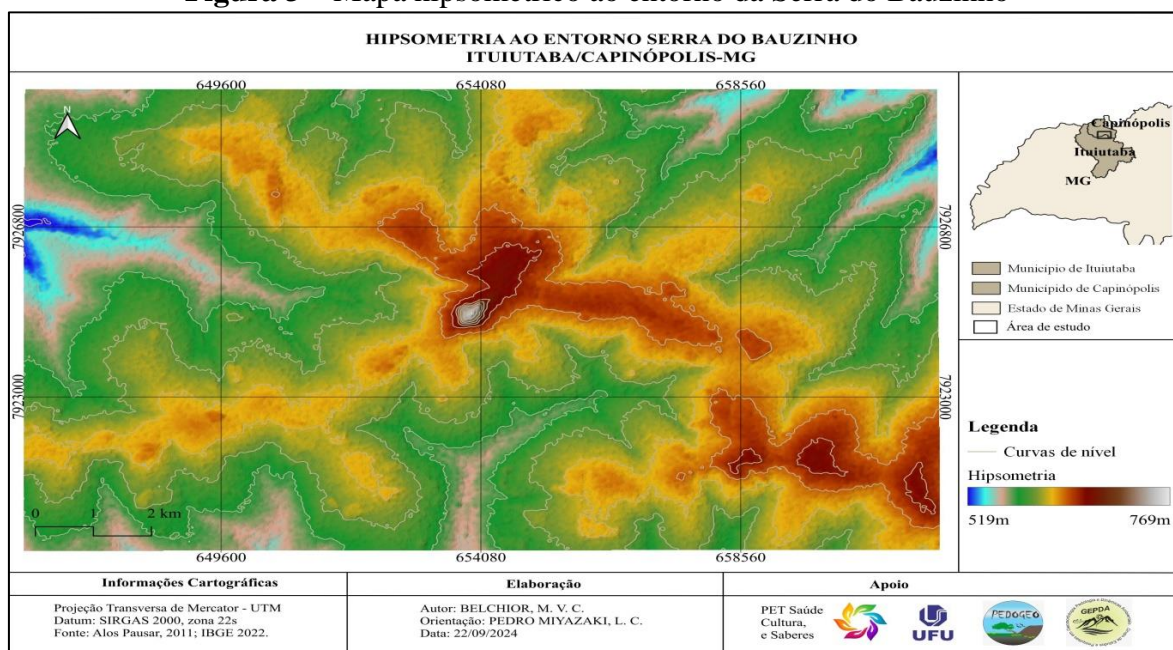 Figura 3 – Mapa hipsométrico ao entorno da Serra do Bauzinho
HIPSOMETRIA AO ENTORNO SERRA DO BAUZINHO
ITUIUTABA/CAPINÓPOLIS-MG
649600
654080
658560
N
7926800
7926800
7923000
7923000
0 1 2 km
649600
654080
658560
Capinópolis
Ituiutaba
MG
Município de Ituiutaba
Municípido de Capinópolis
Estado de Minas Gerais
Área de estudo
Legenda
Curvas de nível
Hipsometria
519m
769m
Informações Cartográficas
Projeção Transversa de Mercator - UTM
Datum: SIRGAS 2000, zona 22s
Fonte: Alos Pausar, 2011; IBGE 2022.
Elaboração
Autor: BELCHIOR, M. V. C.
Orientação: PEDRO MIYAZAKI, L. C.
Data: 22/09/2024
Apoio
PET Saúde
Cultura,
e Saberes
UFU
PEDOGEO
GEPDA